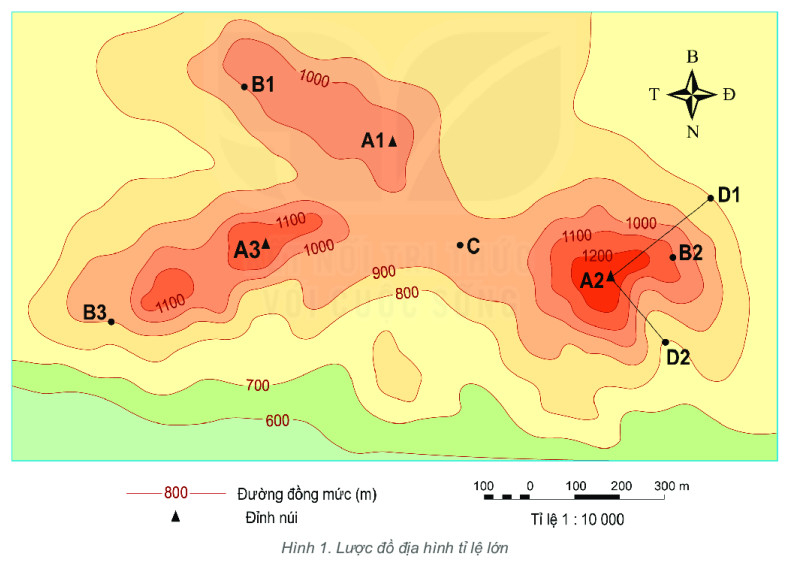 1000
B1
A1
B
T Đ
N
D1
1100
A3
1000
C
1000
1100
B2
1200
A2
900
800
1100
B3
D2
700
600
800 Đường đồng mức (m)
Đỉnh núi
100 0 100 200 300 m
Tỉ lệ 1 : 10 000
Hình 1. Lược đồ địa hình tỉ lệ lớn